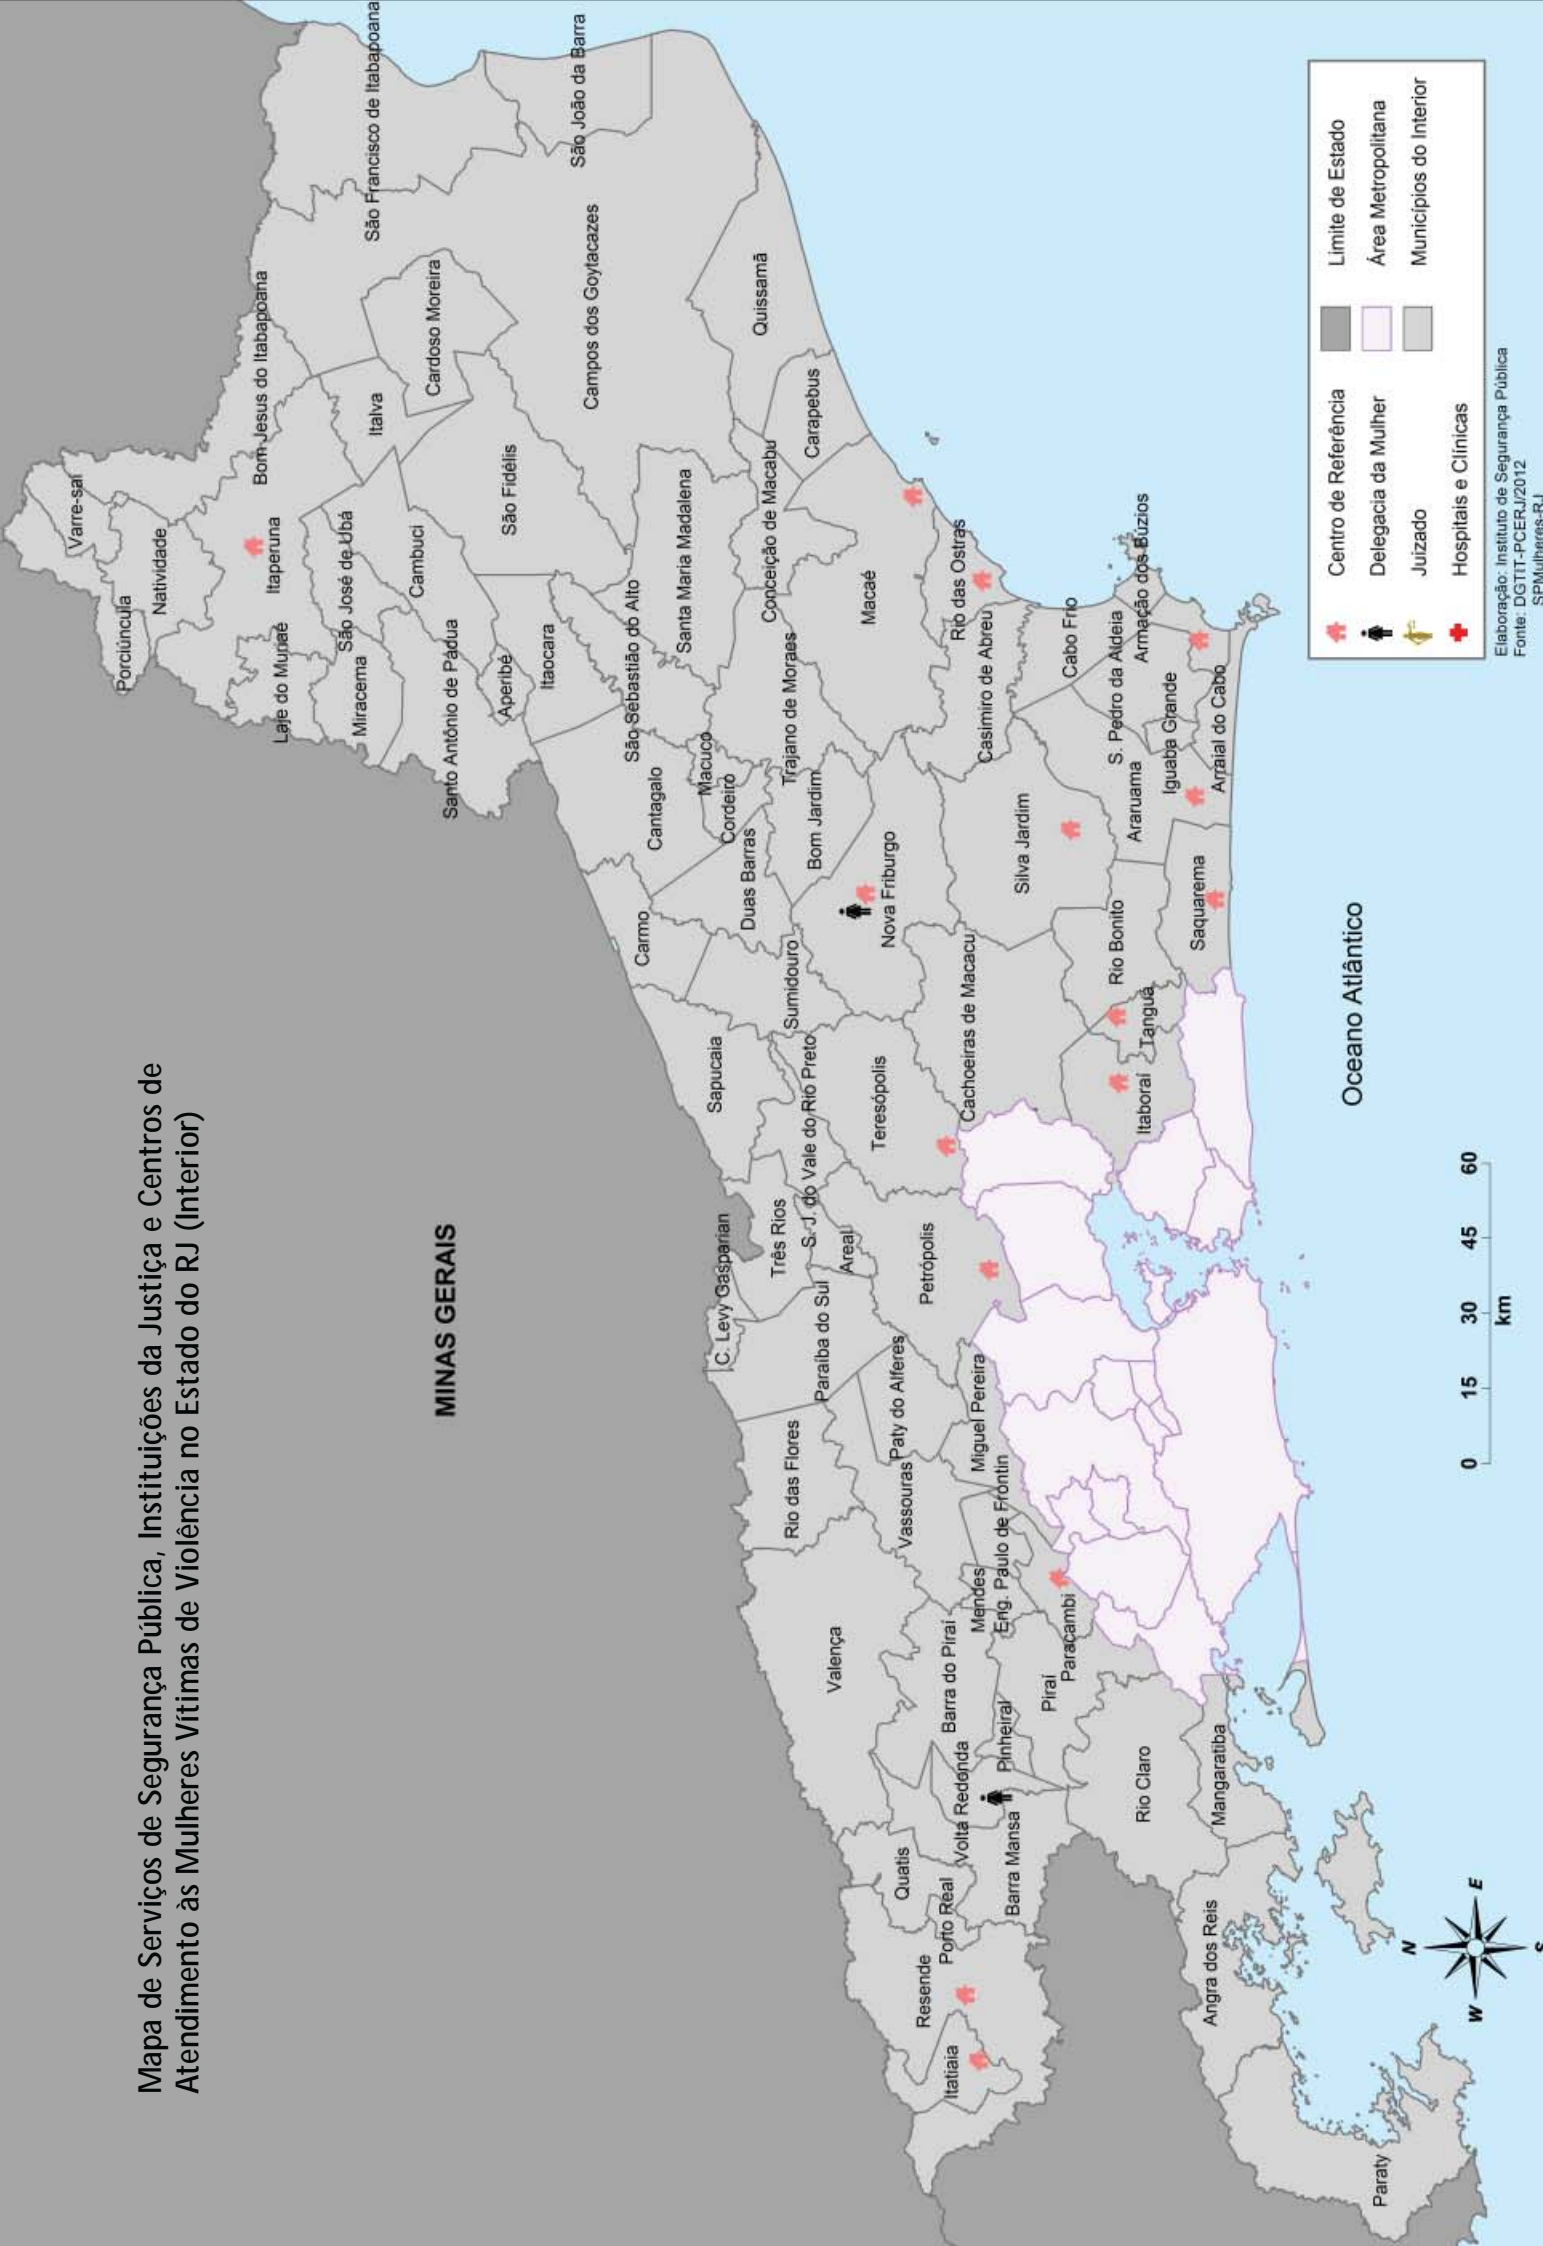 Mapa de Serviços de Segurança Pública, Instituições da Justiça e Centros de
Atendimento às Mulheres Vítimas de Violência no Estado do RJ (Interior)
MINAS GERAIS
Porciúncula
Varre-sai
Natividade
Laje do Muriaé
Itaperuna
Bom Jesus do Itabapoana
Miracema
São José de Ubá
Italva
São Francisco de Itabapoana
Santo Antônio de Pádua
Cambuci
Cardoso Moreira
Aperibé
São Fidélis
Itaocara
Campos dos Goytacazes
São João da Barra
Carmo
Cantagalo
São Sebastião do Alto
Santa Maria Madalena
Macuco
Cordeiro
Duas Barras
Conceição de Macabu
Quissamã
Carapebus
C. Levy Gasparian
Sapucaia
Três Rios
Sumidouro
Bom Jardim
Trajano de Moraes
S. J. do Vale do Rio Preto
Rio das Flores
Paraíba do Sul
Areal
Valença
Teresópolis
Nova Friburgo
Macaé
Vassouras
Paty do Alferes
Petrópolis
Quatis
Resende
Porto Real
Itatiaia
Volta Redonda
Barra do Piraí
Mendes
Miguel Pereira
Cachoeiras de Macacu
Casimiro de Abreu
Rio das Ostras
Barra Mansa
Pinheiral
Eng. Paulo de Frontin
Silva Jardim
Piraí
Paracambi
Cabo Frio
Rio Claro
Itaboraí
Tanguá
Rio Bonito
Araruama
S. Pedro da Aldeia
Armação dos Búzios
Iguaba Grande
Angra dos Reis
Mangaratiba
Saquarema
Arraial do Cabo
Paraty
Oceano Atlântico
Centro de Referência
Delegacia da Mulher
Juizado
Hospitais e Clínicas
Limite de Estado
Área Metropolitana
Municípios do Interior
N
W
E
S
0 15 30 45 60
km
Elaboração: Instituto de Segurança Pública
Fonte: DGTIT-PCERJ/2012
SPMulheres-RJ